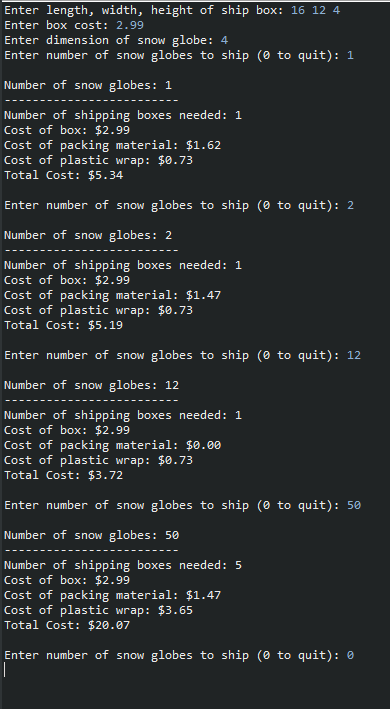 Enter length, width, height of ship box: 16 12 4
Enter box cost: 2.99
Enter dimension of snow globe: 4
Enter number of snow globes to ship (0 to quit): 1
Number of snow globes: 1
-------------------------
Number of shipping boxes needed: 1
Cost of box: $2.99
Cost of packing material: $1.62
Cost of plastic wrap: $0.73
Total Cost: $5.34
Enter number of snow globes to ship (0 to quit): 2
Number of snow globes: 2
-------------------------
Number of shipping boxes needed: 1
Cost of box: $2.99
Cost of packing material: $1.47
Cost of plastic wrap: $0.73
Total Cost: $5.19
Enter number of snow globes to ship (0 to quit): 12
Number of snow globes: 12
-------------------------
Number of shipping boxes needed: 1
Cost of box: $2.99
Cost of packing material: $0.00
Cost of plastic wrap: $0.73
Total Cost: $3.72
Enter number of snow globes to ship (0 to quit): 50
Number of snow globes: 50
-------------------------
Number of shipping boxes needed: 5
Cost of box: $2.99
Cost of packing material: $1.47
Cost of plastic wrap: $3.65
Total Cost: $20.07
Enter number of snow globes to ship (0 to quit): 0